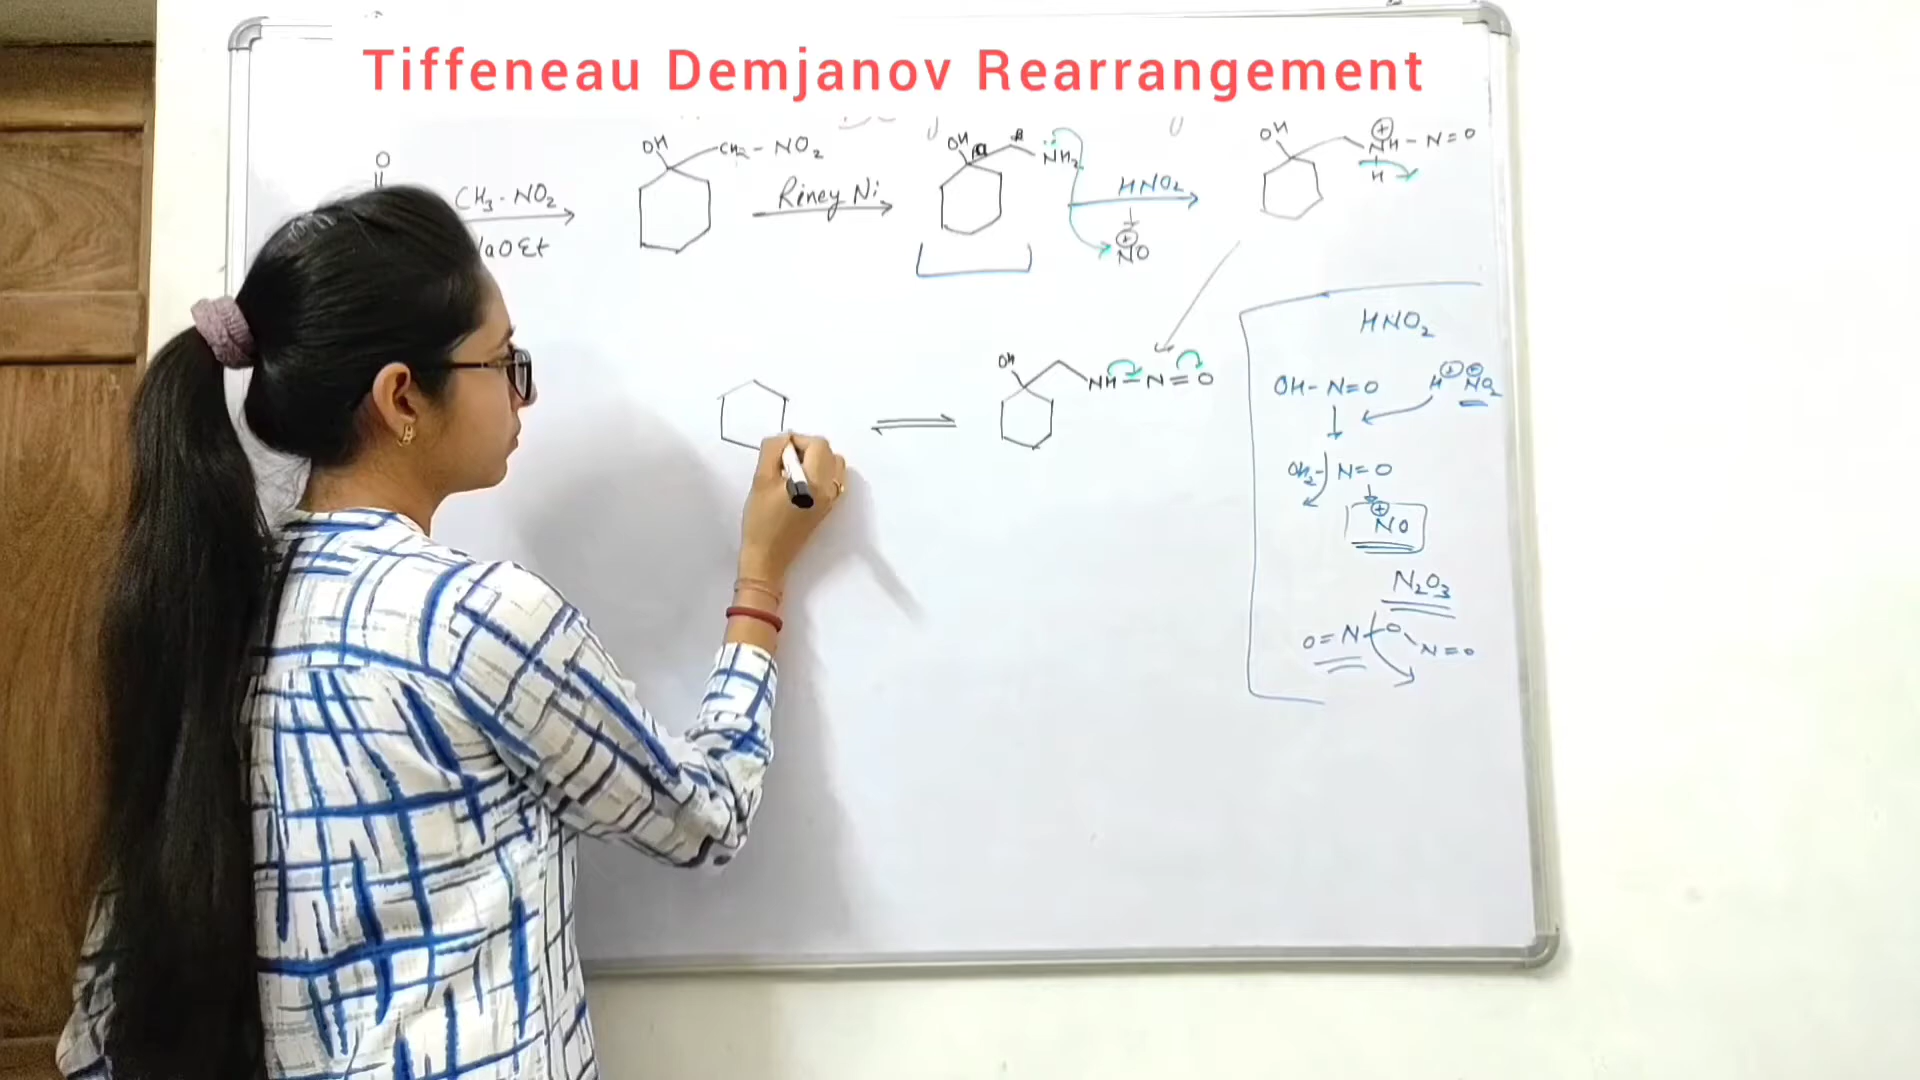 Tiffeneau Demjanov Rearrangement
O
CH3 - NO2
NaOEt
OH
CH2 - NO2
Riney Ni
OH
NH2
HNO2
⊕
NO
OH
⊕
NH - N=O
H
OH
NH - N = O
HNO2
OH - N=O
H⊕ ⊖NO2
OH2 - N=O
⊕
NO
N2O3
O=N - O
N=O